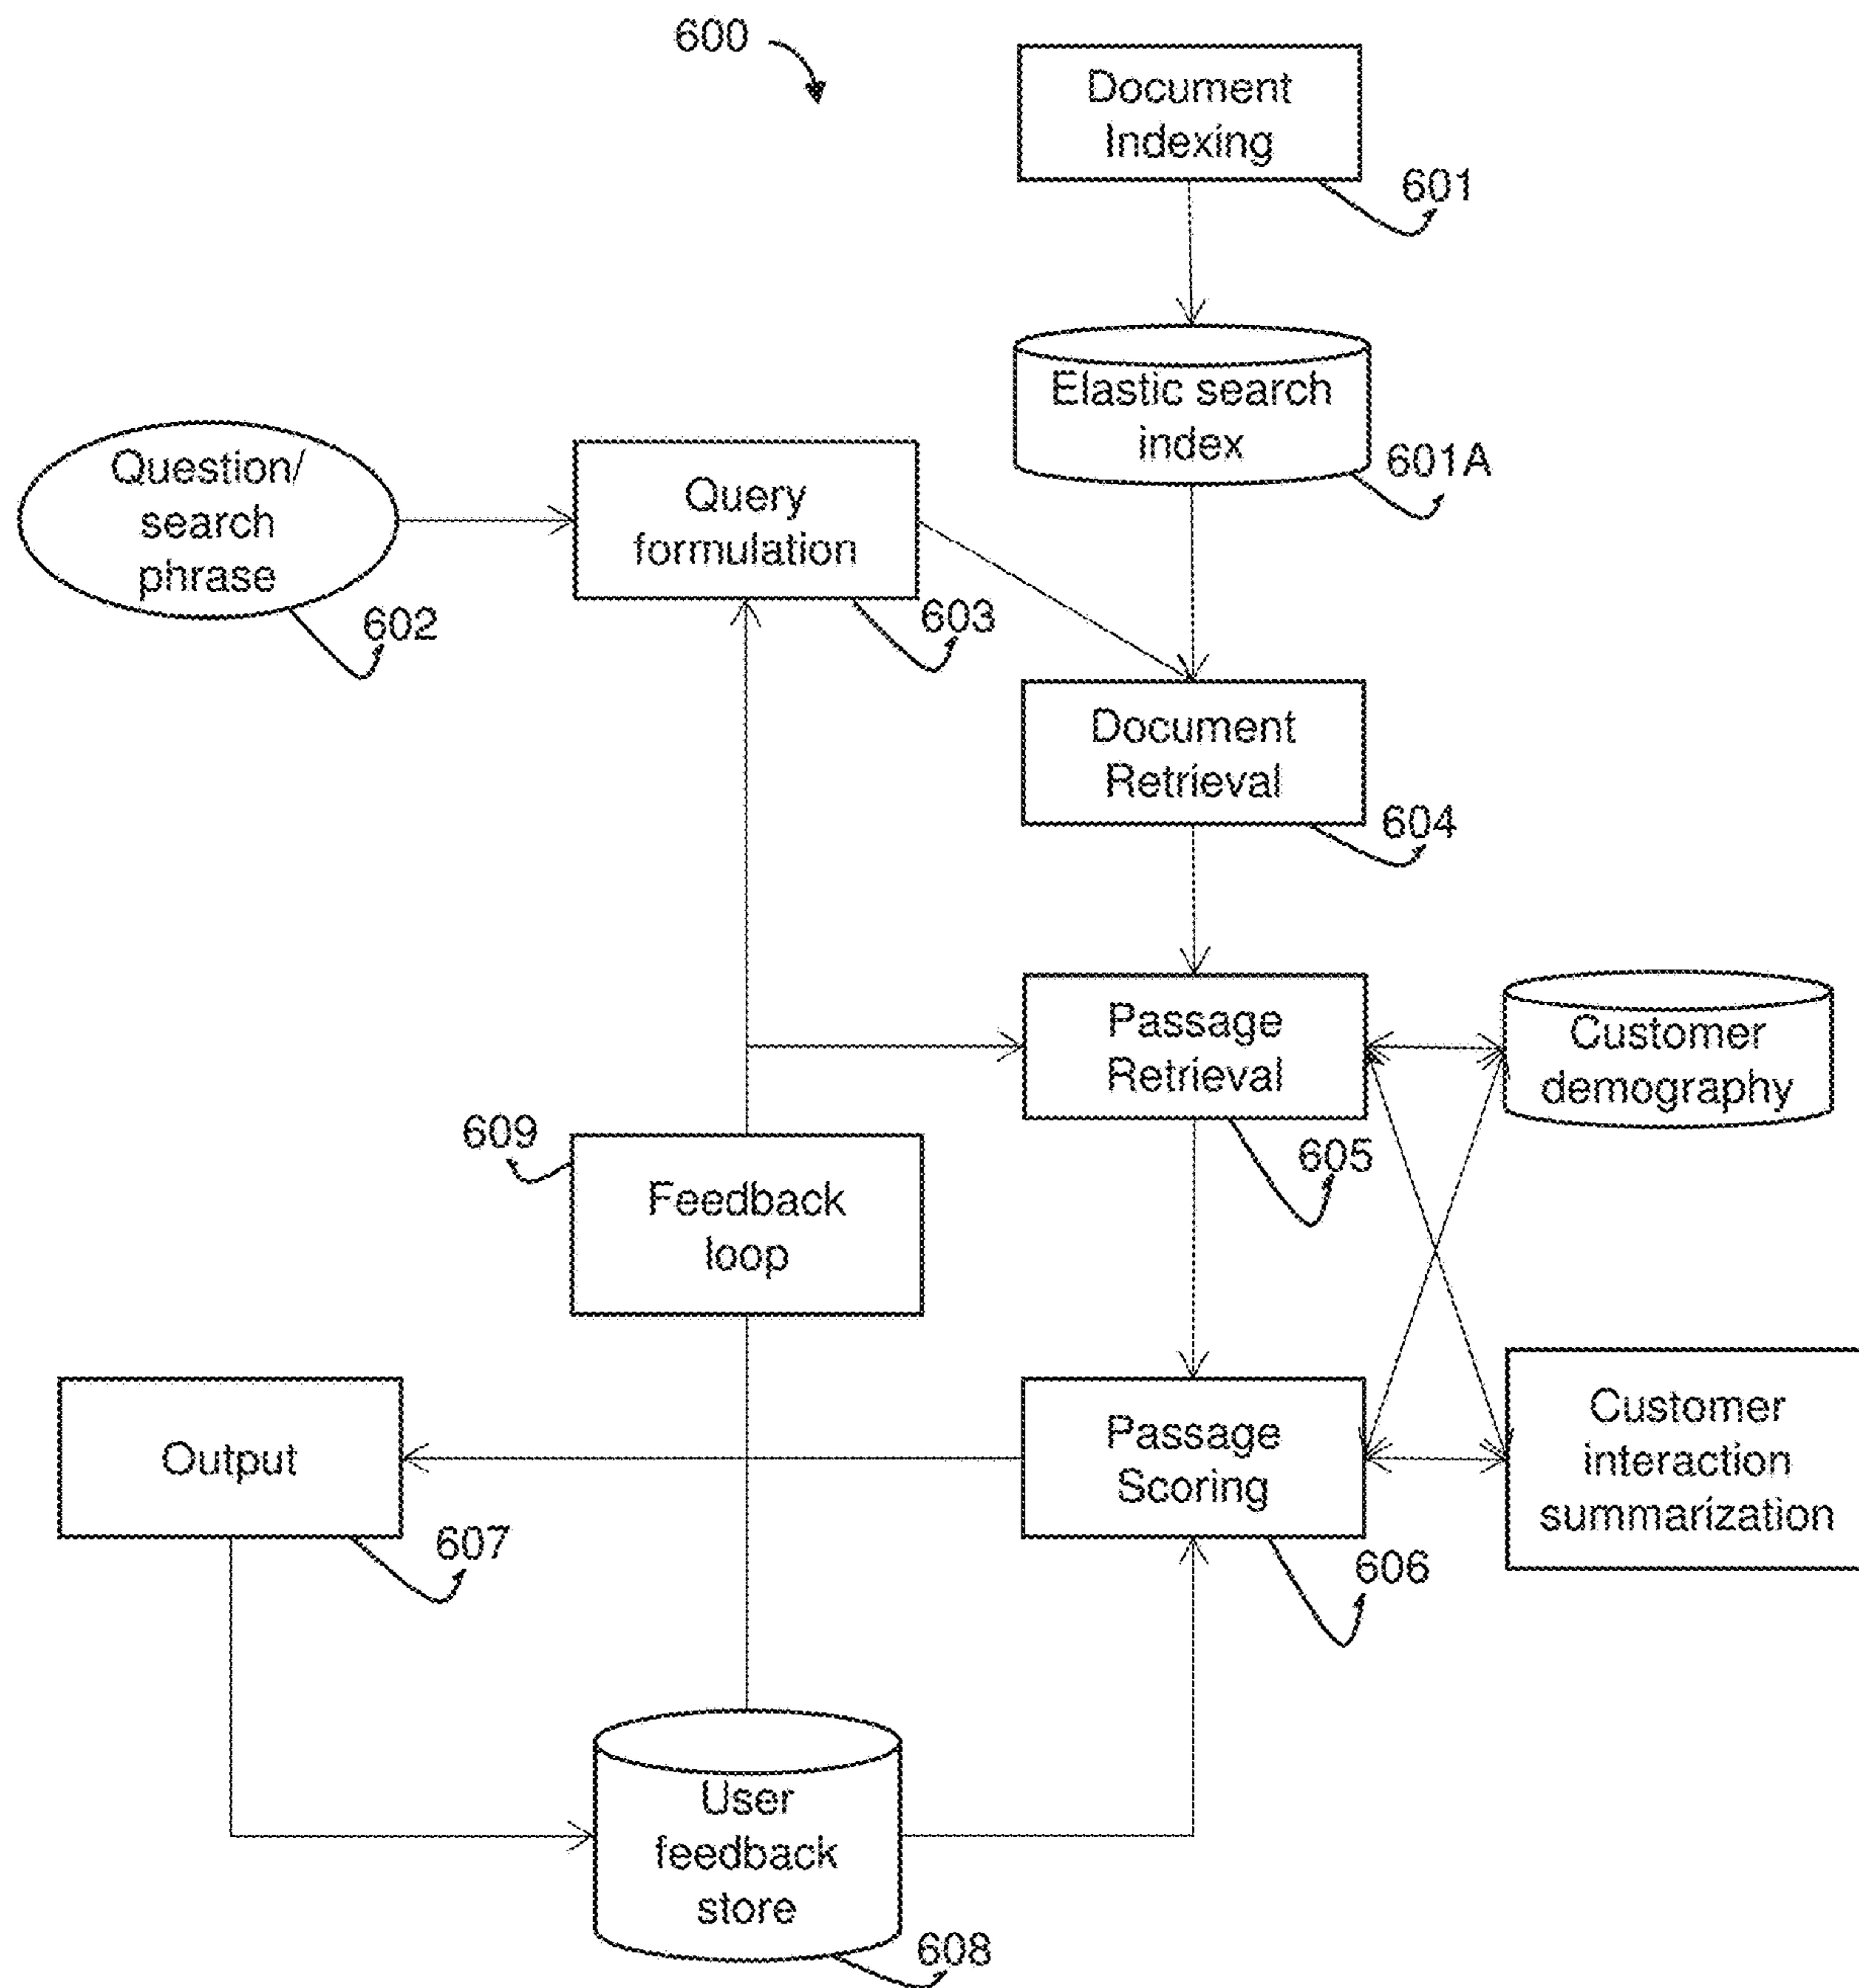 600
Document
Indexing
601
Elastic search
index
601A
Question/
search
phrase
602
Query
formulation
603
Document
Retrieval
604
Passage
Retrieval
605
Customer
demography
609
Feedback
loop
Output
607
Passage
Scoring
606
Customer
interaction
summarization
User
feedback
store
608